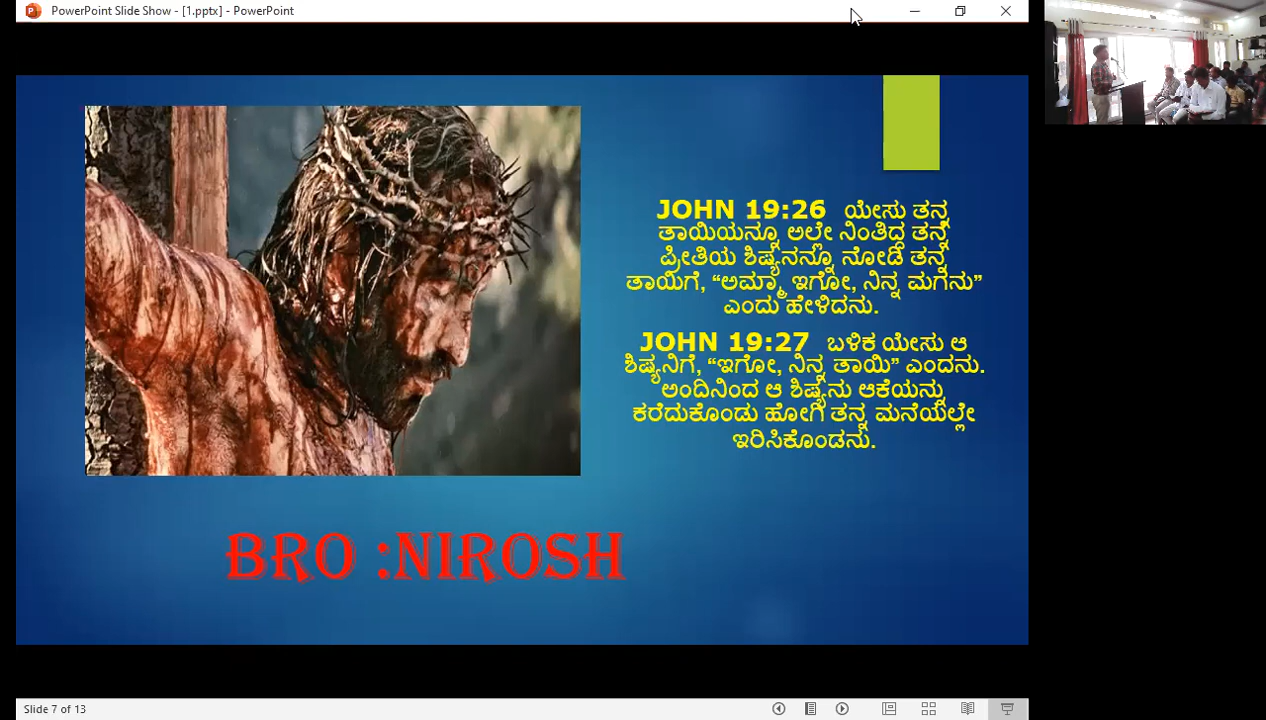 PowerPoint Slide Show - [1.pptx] - PowerPoint
JOHN 19:26 ಯೇಸು ತನ್ನ
ತಾಯಿಯನ್ನೂ ಅಲ್ಲೇ ನಿಂತಿದ್ದ ತನ್ನ
ಪ್ರೀತಿಯ ಶಿಷ್ಯನನ್ನೂ ನೋಡಿ ತನ್ನ
ತಾಯಿಗೆ, “ಅಮ್ಮಾ ಇಗೋ, ನಿನ್ನ ಮಗನು”
ಎಂದು ಹೇಳಿದನು.
JOHN 19:27 ಬಳಿಕ ಯೇಸು ಆ
ಶಿಷ್ಯನಿಗೆ, “ಇಗೋ, ನಿನ್ನ ತಾಯಿ” ಎಂದನು.
ಅಂದಿನಿಂದ ಆ ಶಿಷ್ಯನು ಆಕೆಯನ್ನು
ಕರೆದುಕೊಂಡು ಹೋಗಿ ತನ್ನ ಮನೆಯಲ್ಲೇ
ಇರಿಸಿಕೊಂಡನು.
BRO :NIROSH
Slide 7 of 13